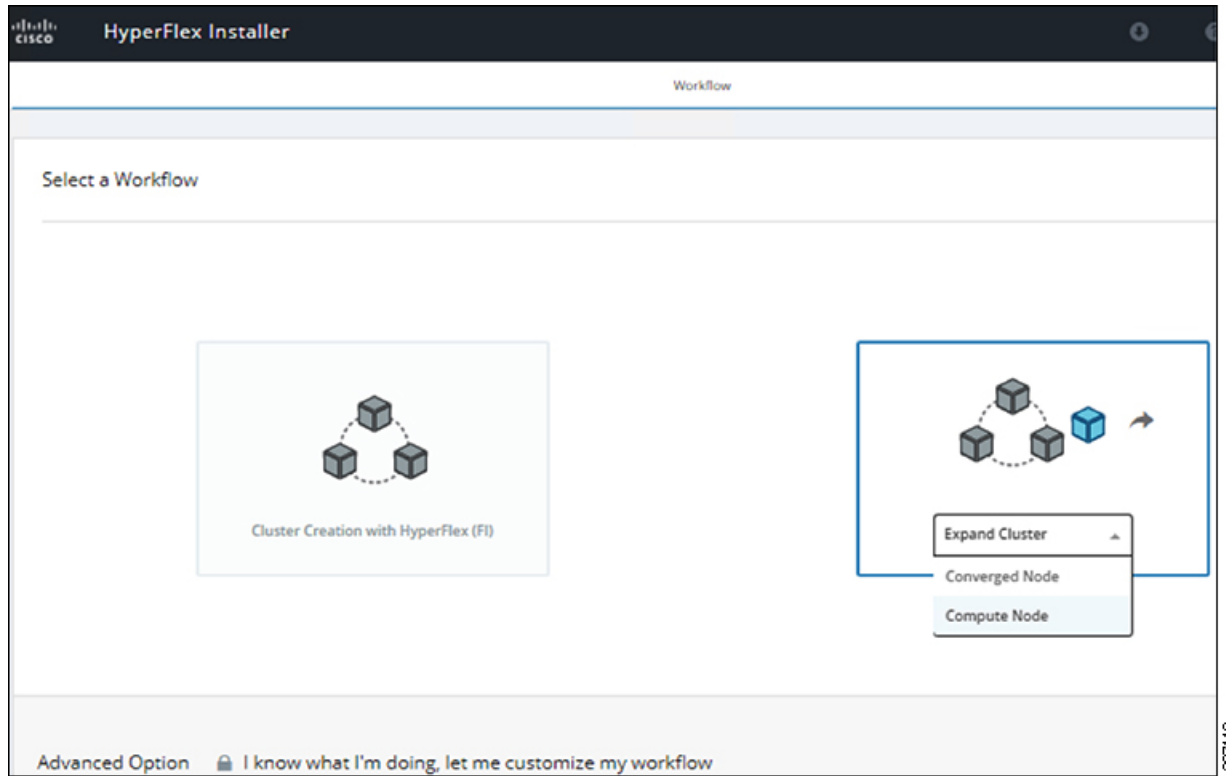 cisco
HyperFlex Installer
Workflow
Select a Workflow
Cluster Creation with HyperFlex (FI)
Expand Cluster
Converged Node
Compute Node
Advanced Option I know what I'm doing, let me customize my workflow